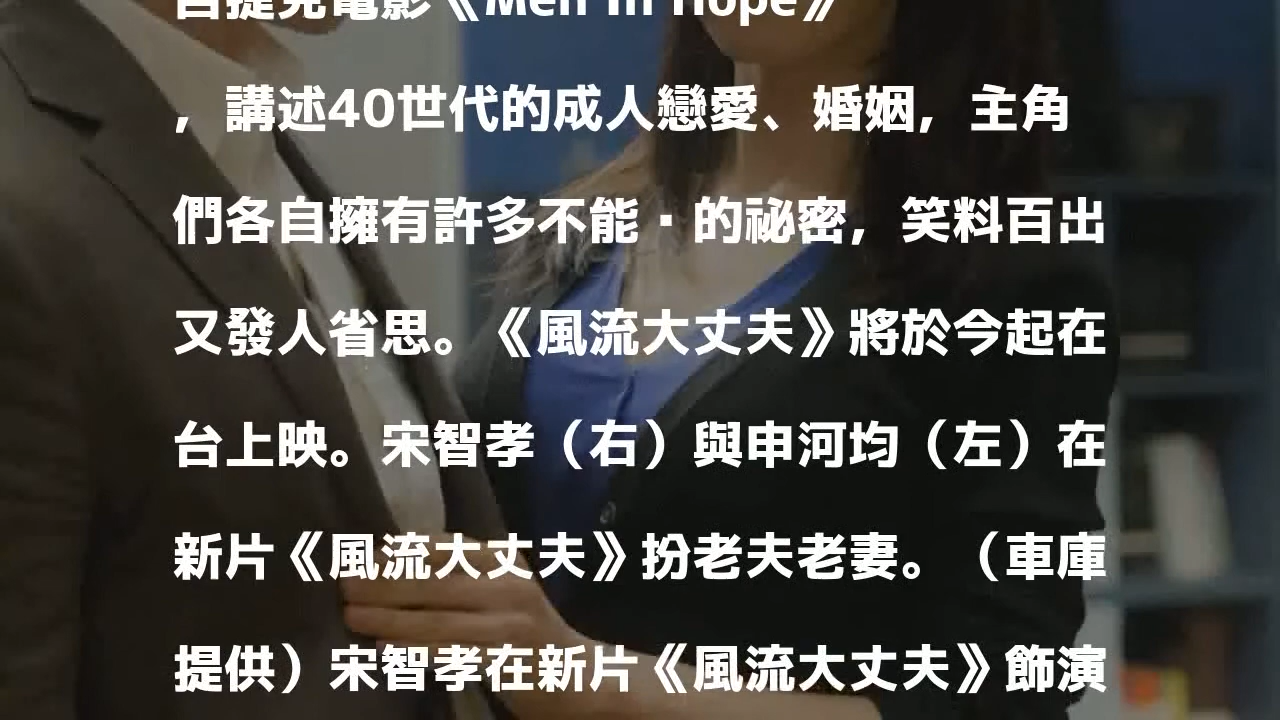 提克電影《Men in Hope》
，講述40世代的成人戀愛、婚姻，主角
們各自擁有許多不能·的祕密，笑料百出
又發人省思。《風流大丈夫》將於今起在
台上映。宋智孝（右）與申河均（左）在
新片《風流大丈夫》扮老夫老妻。（車庫
提供）宋智孝在新片《風流大丈夫》飾演